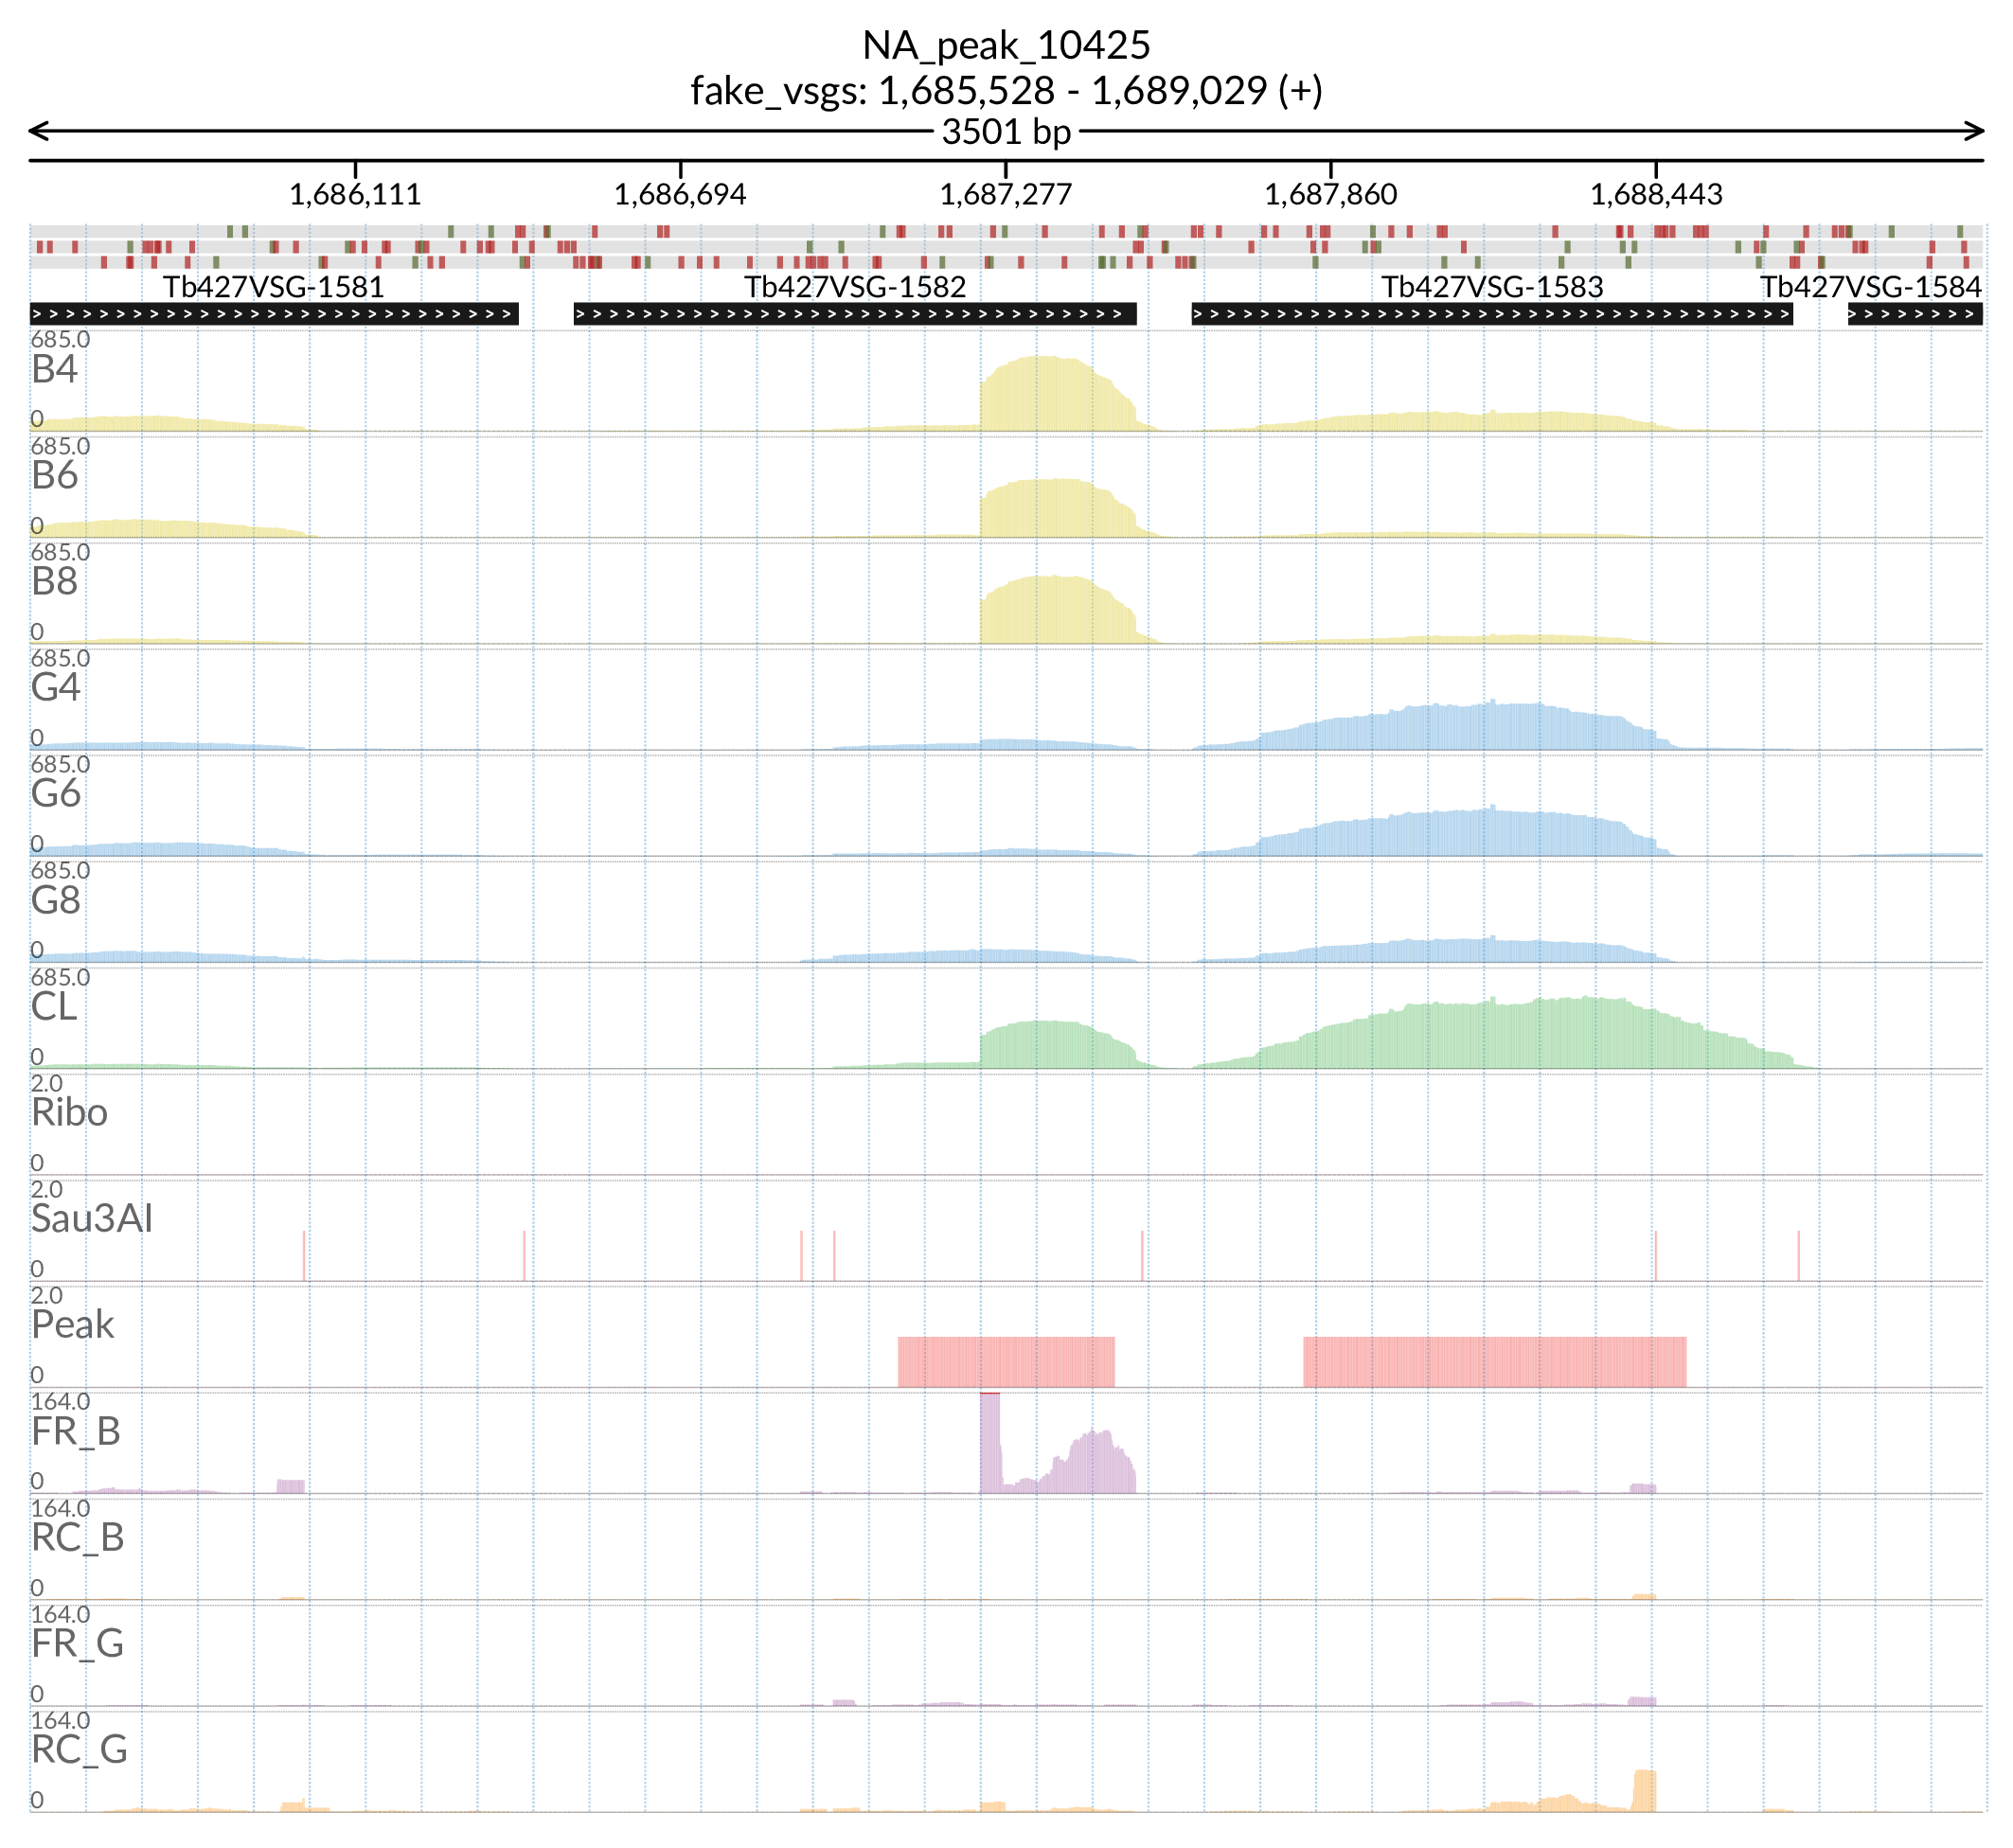 NA_peak_10425
fake_vsgs: 1,685,528 - 1,689,029 (+)
3501 bp
1,686,111 1,686,694 1,687,277 1,687,860 1,688,443
Tb427VSG-1581 Tb427VSG-1582 Tb427VSG-1583 Tb427VSG-1584
685.0
B4
0
685.0
B6
0
685.0
B8
0
685.0
G4
0
685.0
G6
0
685.0
G8
0
685.0
CL
0
2.0
Ribo
0
2.0
Sau3AI
0
2.0
Peak
0
164.0
FR_B
0
164.0
RC_B
0
164.0
FR_G
0
164.0
RC_G
0